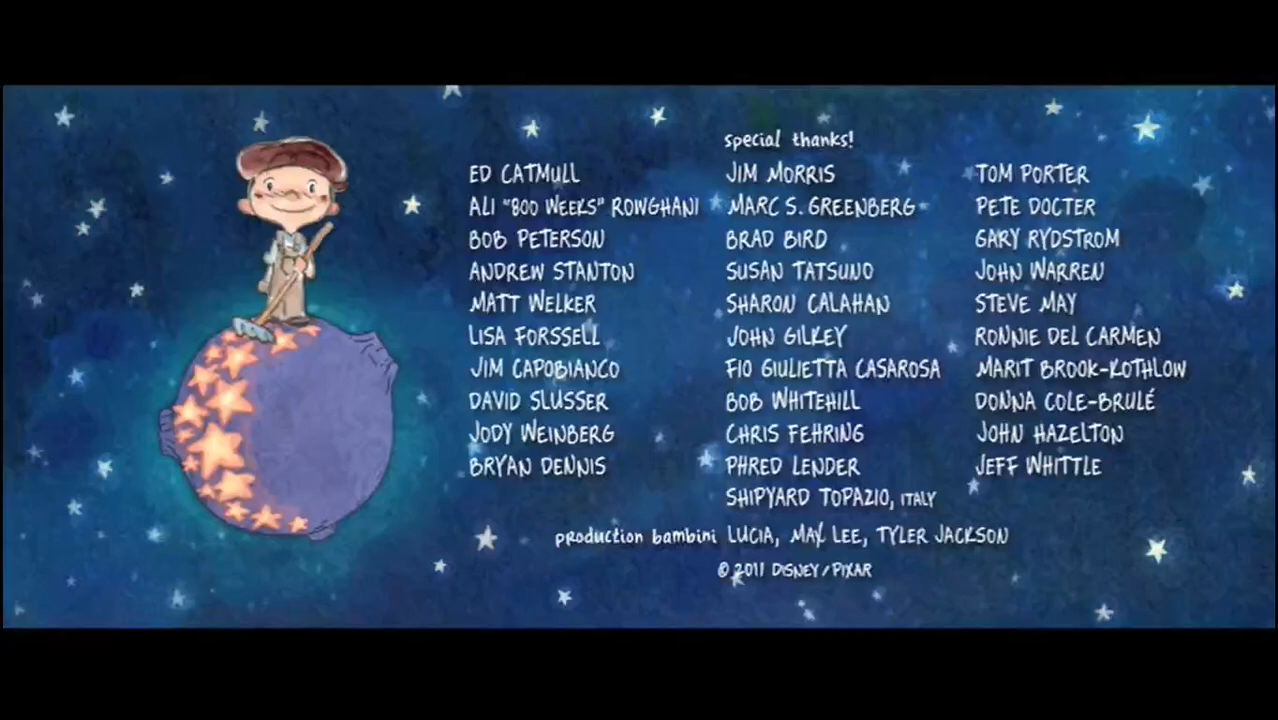 special thanks!
ED CATMULL
ALI "800 WEEKS" ROWGHANI
BOB PETERSON
ANDREW STANTON
MATT WELKER
LISA FORSSELL
JIM CAPOBIANCO
DAVID SLUSSER
JODY WEINBERG
BRYAN DENNIS
JIM MORRIS
MARC S. GREENBERG
BRAD BIRD
SUSAN TATSUNO
SHARON CALAHAN
JOHN GILKEY
FIO GIULIETTA CASAROSA
BOB WHITEHILL
CHRIS FEHRING
PHRED LENDER
SHIPYARD TOPAZIO, ITALY
TOM PORTER
PETE DOCTER
GARY RYDSTROM
JOHN WARREN
STEVE MAY
RONNIE DEL CARMEN
MARIT BROOK-KOTHLOW
DONNA COLE-BRULÉ
JOHN HAZELTON
JEFF WHITTLE
production bambini LUCIA, MAX LEE, TYLER JACKSON
© 2011 DISNEY/PIXAR